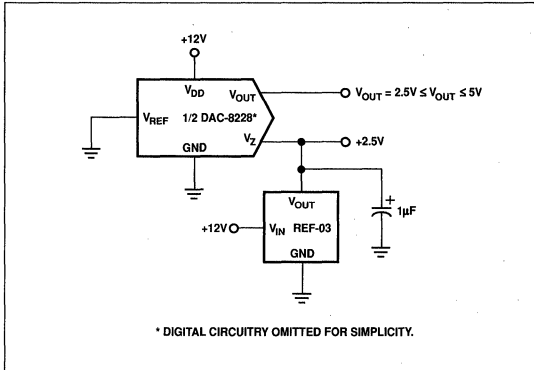 +12V
V_DD
V_OUT
V_OUT = 2.5V ≤ V_OUT ≤ 5V
V_REF
1/2 DAC-8228*
V_Z
+2.5V
GND
V_OUT
+
1µF
+12V
V_IN
REF-03
GND
* DIGITAL CIRCUITRY OMITTED FOR SIMPLICITY.